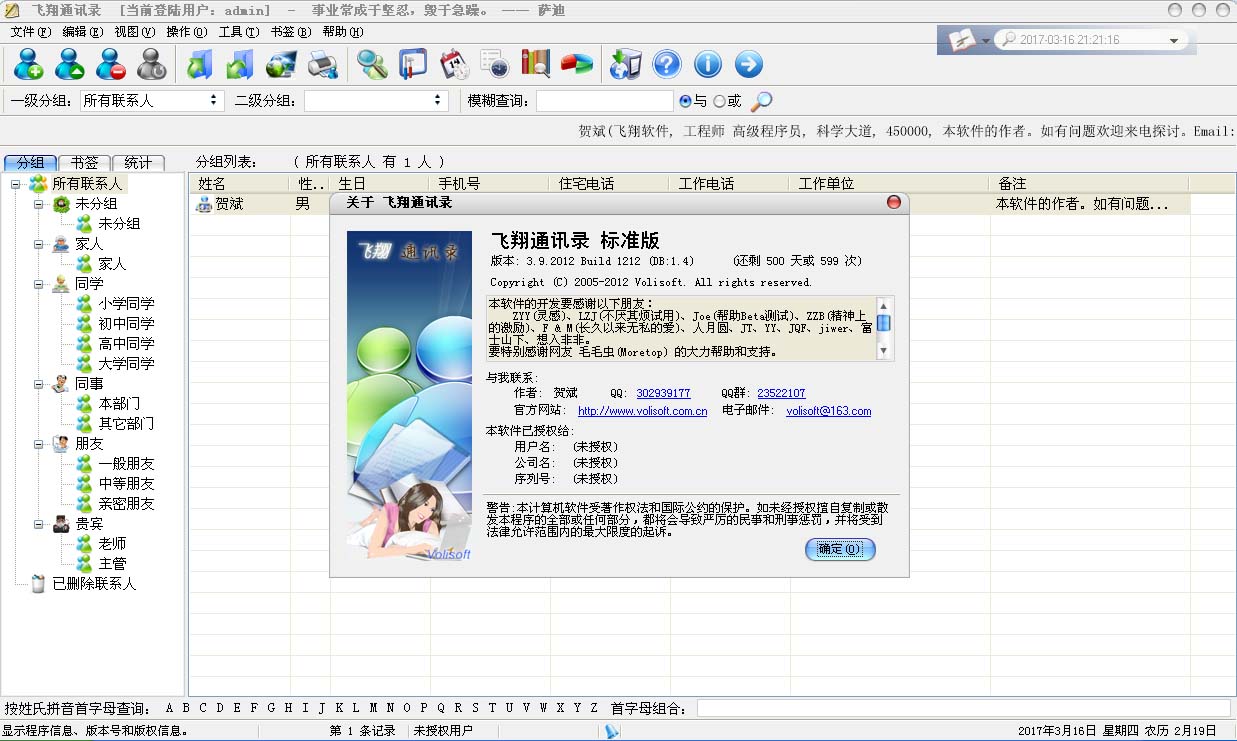 飞翔通讯录 [当前登陆用户: admin] - 事业常成于坚忍，毁于急躁。 —— 萨迪
文件(F) 编辑(E) 视图(V) 操作(O) 工具(T) 书签(B) 帮助(H)
2017-03-16 21:21:16
一级分组: 所有联系人 二级分组: 模糊查询: 与 或
贺斌(飞翔软件, 工程师 高级程序员, 科学大道, 450000, 本软件的作者。如有问题欢迎来电探讨。Email:
分组 书签 统计 分组列表: ( 所有联系人 有 1 人 )
姓名 性.. 生日 手机号 住宅电话 工作电话 工作单位 备注
贺斌 男 本软件的作者。如有问题...
所有联系人
未分组
未分组
家人
家人
同学
小学同学
初中同学
高中同学
大学同学
同事
本部门
其它部门
朋友
一般朋友
中等朋友
亲密朋友
贵宾
老师
主管
已删除联系人
关于 飞翔通讯录
飞翔 通讯录
Volisoft
飞翔通讯录 标准版
版本: 3.9.2012 Build 1212 (DB:1.4) (还剩 500 天或 599 次)
Copyright (C) 2005-2012 Volisoft. All rights reserved.
本软件的开发要感谢以下朋友：
ZYY(灵感)、LZJ(不厌其烦试用)、Joe(帮助Beta测试)、ZZB(精神上
的激励)、F & M(长久以来无私的爱)、人月圆、JT、YY、JQF、jiwer、富
士山下、想入非非。
要特别感谢网友 毛毛虫(Moretop) 的大力帮助和支持。
与我联系:
作者: 贺斌 QQ: 302939177 QQ群: 23522107
官方网站: http://www.volisoft.com.cn 电子邮件: volisoft@163.com
本软件已授权给:
用户名: (未授权)
公司名: (未授权)
序列号: (未授权)
警告:本计算机软件受著作权法和国际公约的保护。如未经授权擅自复制或散
发本程序的全部或任何部分，都将会导致严厉的民事和刑事惩罚，并将受到
法律允许范围内的最大限度的起诉。
确定(O)
按姓氏拼音首字母查询: A B C D E F G H I J K L M N O P Q R S T U V W X Y Z 首字母组合:
显示程序信息、版本号和版权信息。 第 1 条记录 未授权用户 2017年3月16日 星期四 农历 2月19日